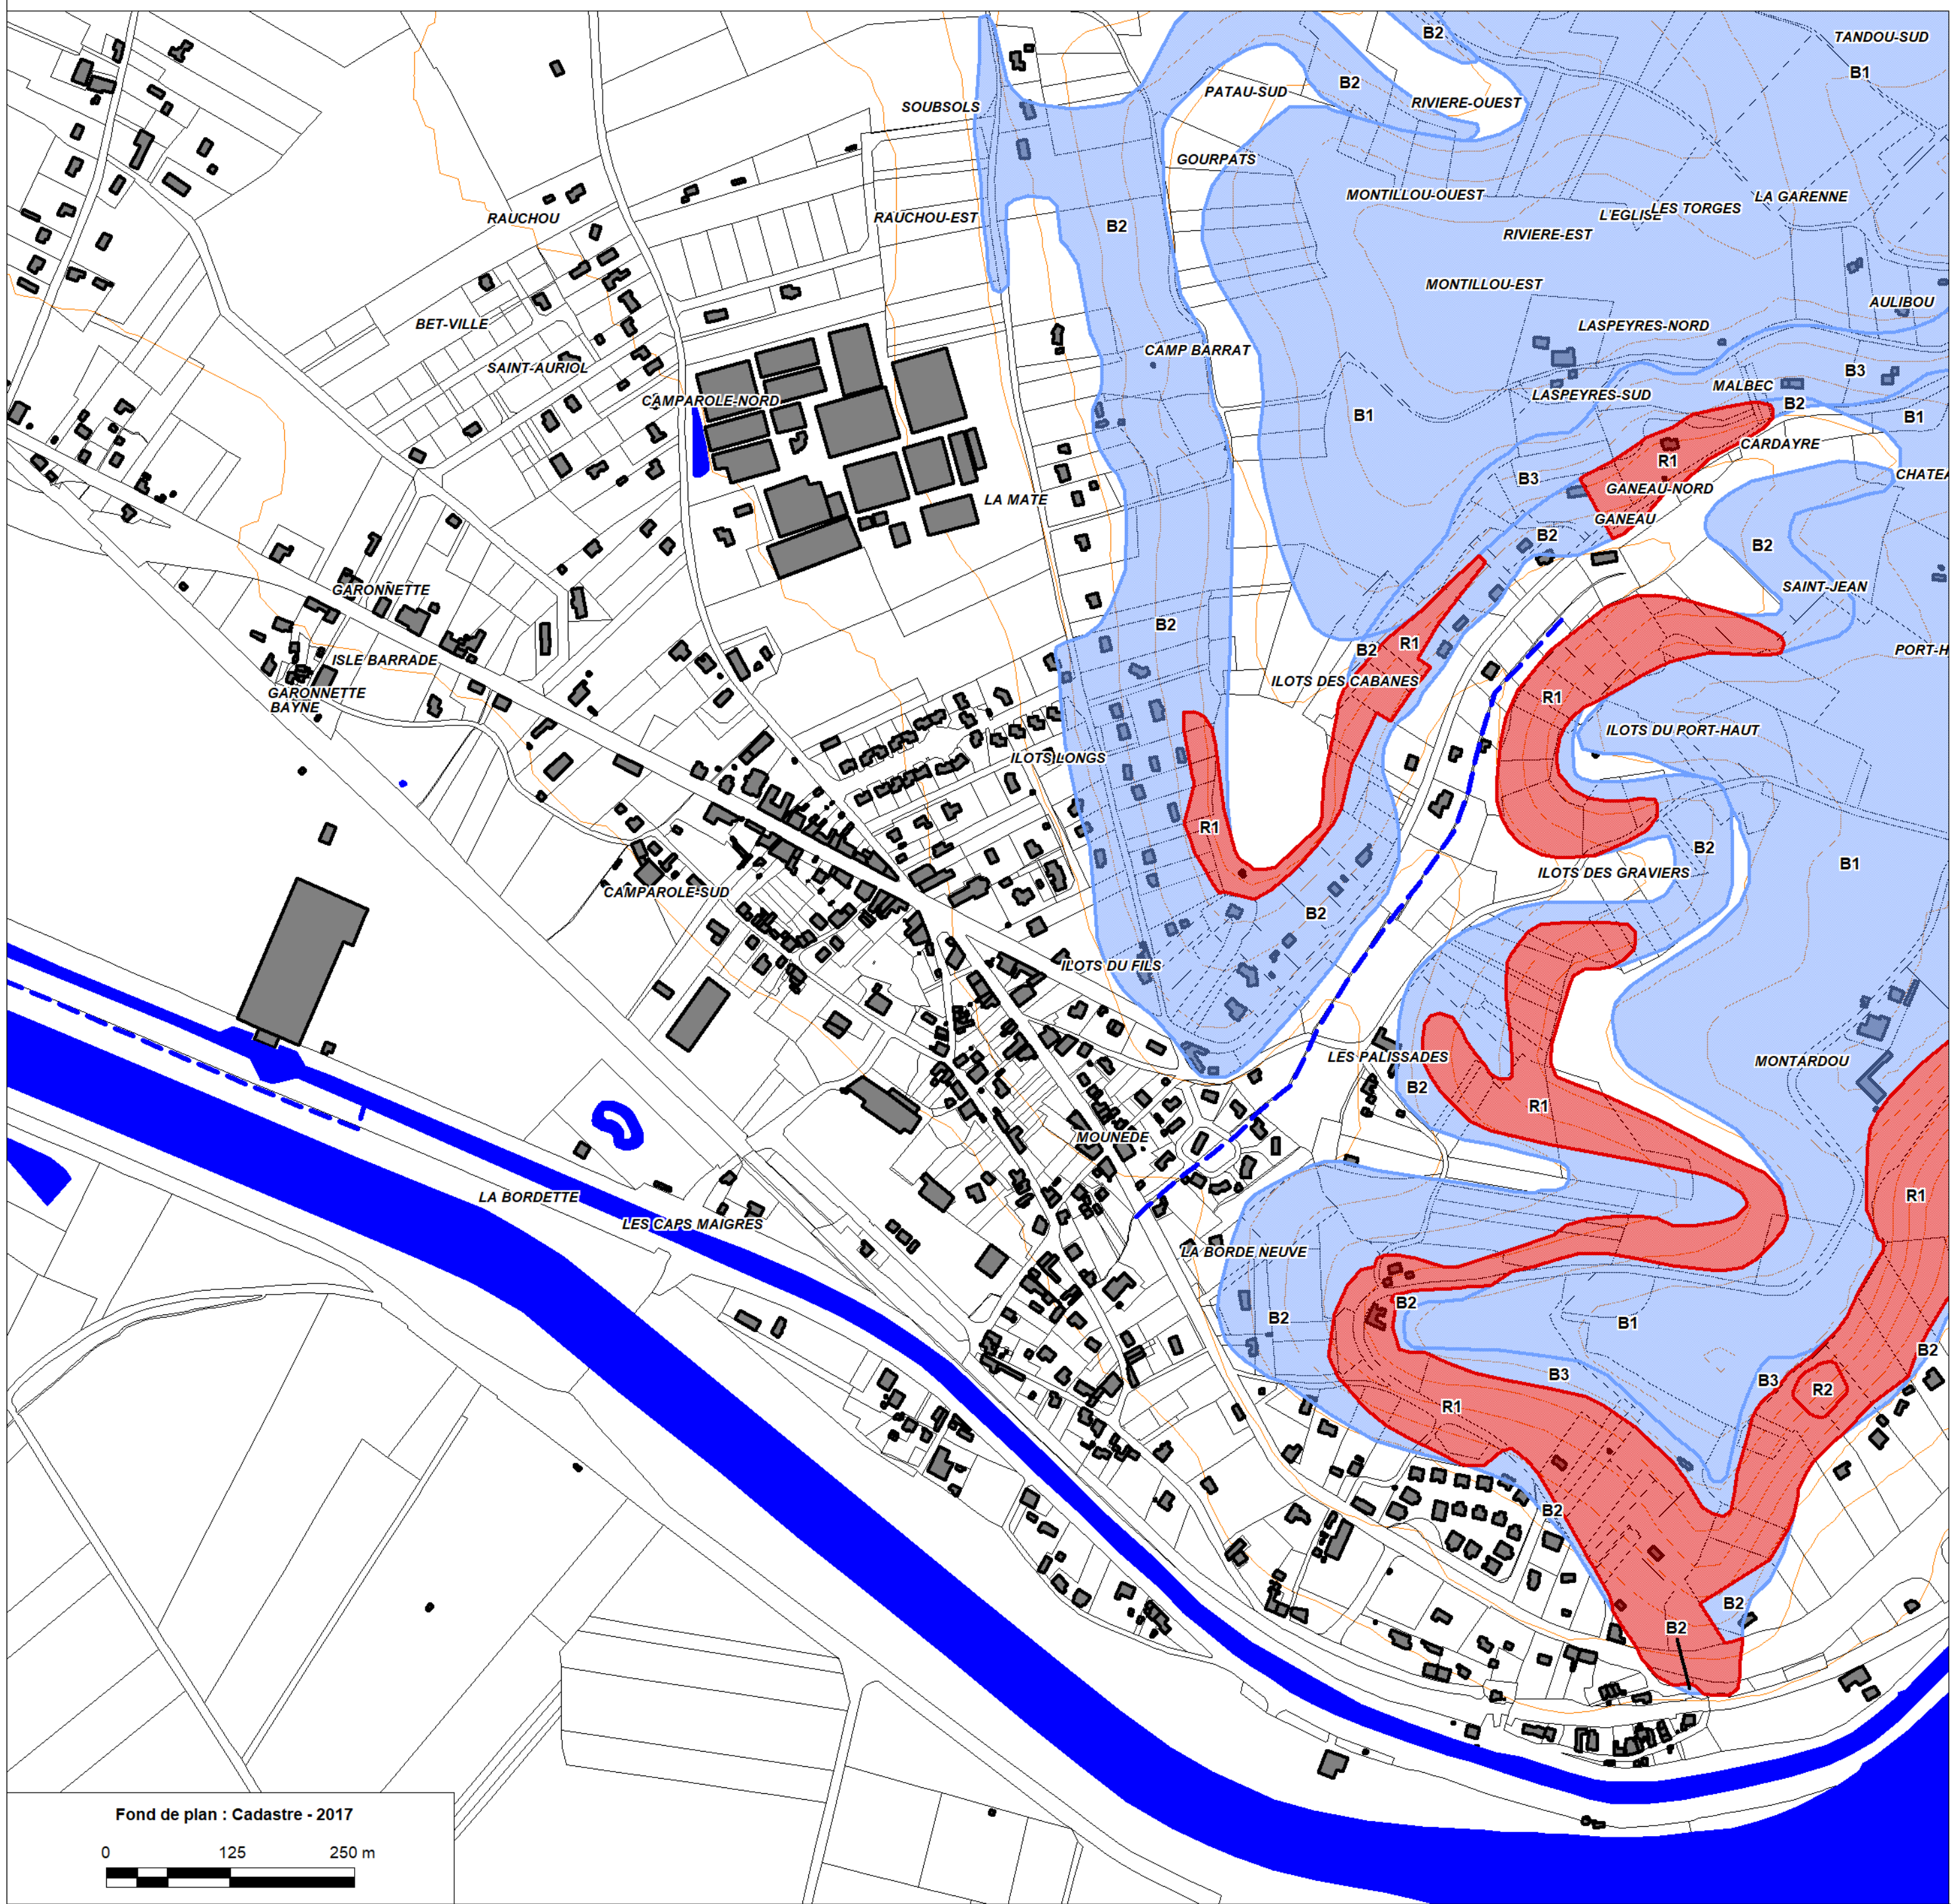 B2
TANDOU-SUD
B1
B2
PATAU-SUD
RIVIERE-OUEST
SOUBSOLS
GOURPATS
MONTILLOU-OUEST
LA GARENNE
L'EGLISE
LES TORGES
RAUCHOU
RAUCHOU-EST
B2
RIVIERE-EST
MONTILLOU-EST
AULIBOU
BET-VILLE
LASPEYRES-NORD
CAMP BARRAT
SAINT-AURIOL
B3
MALBEC
LASPEYRES-SUD
CAMPAROLE-NORD
B2
B1
B1
CARDAYRE
R1
CHATEA
B3
GANEAU-NORD
LA MATE
GANEAU
B2
B2
GARONNETTE
SAINT-JEAN
B2
R1
B2
PORT-H
ISLE BARRADE
ILOTS DES CABANES
GARONNETTE
BAYNE
R1
ILOTS DU PORT-HAUT
ILOTS LONGS
R1
B2
B1
ILOTS DES GRAVIERS
CAMPAROLE-SUD
B2
ILOTS DU FILS
LES PALISSADES
MONTARDOU
B2
R1
MOUNEDE
LA BORDETTE
R1
LES CAPS MAIGRES
LA BORDE NEUVE
B2
B2
B1
B2
B3
B3
R2
R1
B2
B2
B2
Fond de plan : Cadastre - 2017
0 125 250 m